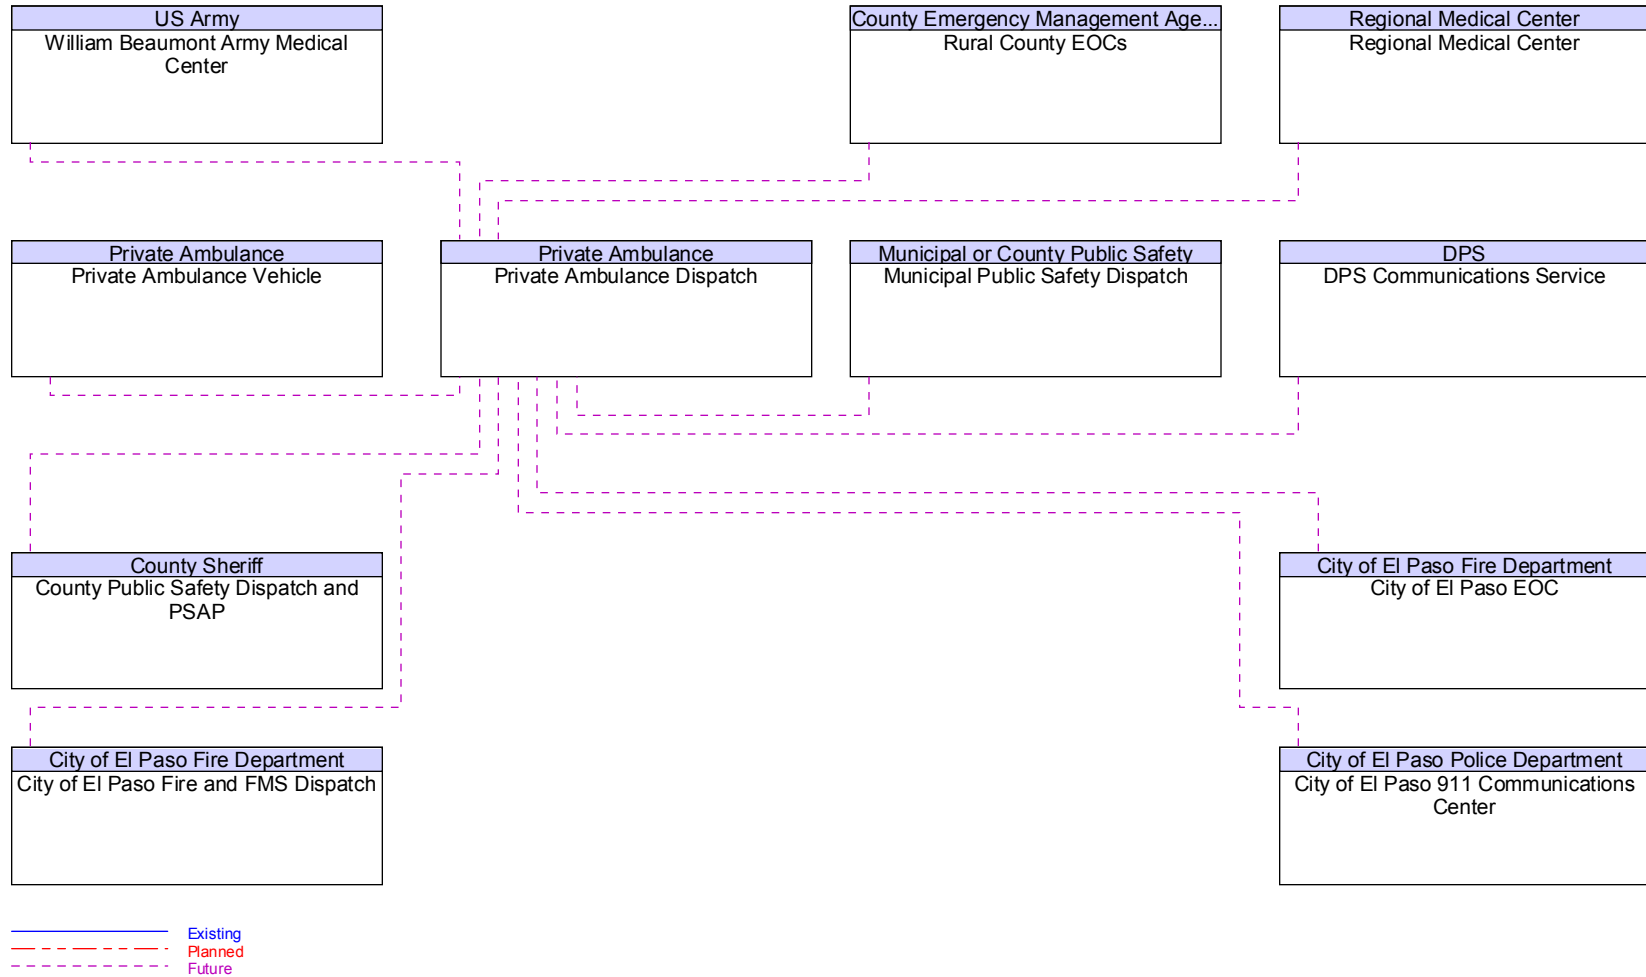 US Army
William Beaumont Army Medical
Center
County Emergency Management Age...
Rural County EOCs
Regional Medical Center
Regional Medical Center
Private Ambulance
Private Ambulance Vehicle
Private Ambulance
Private Ambulance Dispatch
Municipal or County Public Safety
Municipal Public Safety Dispatch
DPS
DPS Communications Service
County Sheriff
County Public Safety Dispatch and
PSAP
City of El Paso Fire Department
City of El Paso EOC
City of El Paso Fire Department
City of El Paso Fire and FMS Dispatch
City of El Paso Police Department
City of El Paso 911 Communications
Center
Existing
Planned
Future